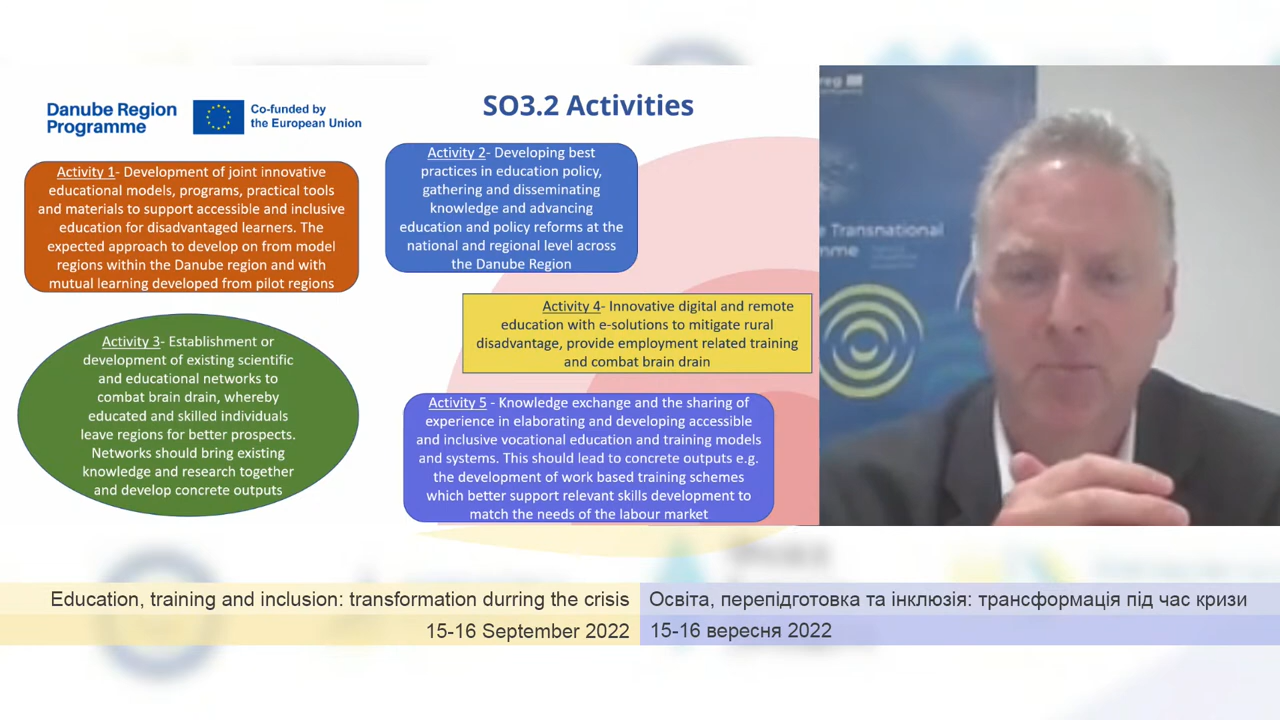 Danube Region
Programme
Co-funded by
the European Union
SO3.2 Activities
Activity 1- Development of joint innovative
educational models, programs, practical tools
and materials to support accessible and inclusive
education for disadvantaged learners. The
expected approach to develop on from model
regions within the Danube region and with
mutual learning developed from pilot regions
Activity 2- Developing best
practices in education policy,
gathering and disseminating
knowledge and advancing
education and policy reforms at the
national and regional level across
the Danube Region
Activity 3- Establishment or
development of existing scientific
and educational networks to
combat brain drain, whereby
educated and skilled individuals
leave regions for better prospects.
Networks should bring existing
knowledge and research together
and develop concrete outputs
Activity 4- Innovative digital and remote
education with e-solutions to mitigate rural
disadvantage, provide employment related training
and combat brain drain
Activity 5 - Knowledge exchange and the sharing of
experience in elaborating and developing accessible
and inclusive vocational education and training models
and systems. This should lead to concrete outputs e.g.
the development of work based training schemes
which better support relevant skills development to
match the needs of the labour market
reg
e Transnational
mme
Education, training and inclusion: transformation durring the crisis
15-16 September 2022
Освіта, перепідготовка та інклюзія: трансформація під час кризи
15-16 вересня 2022